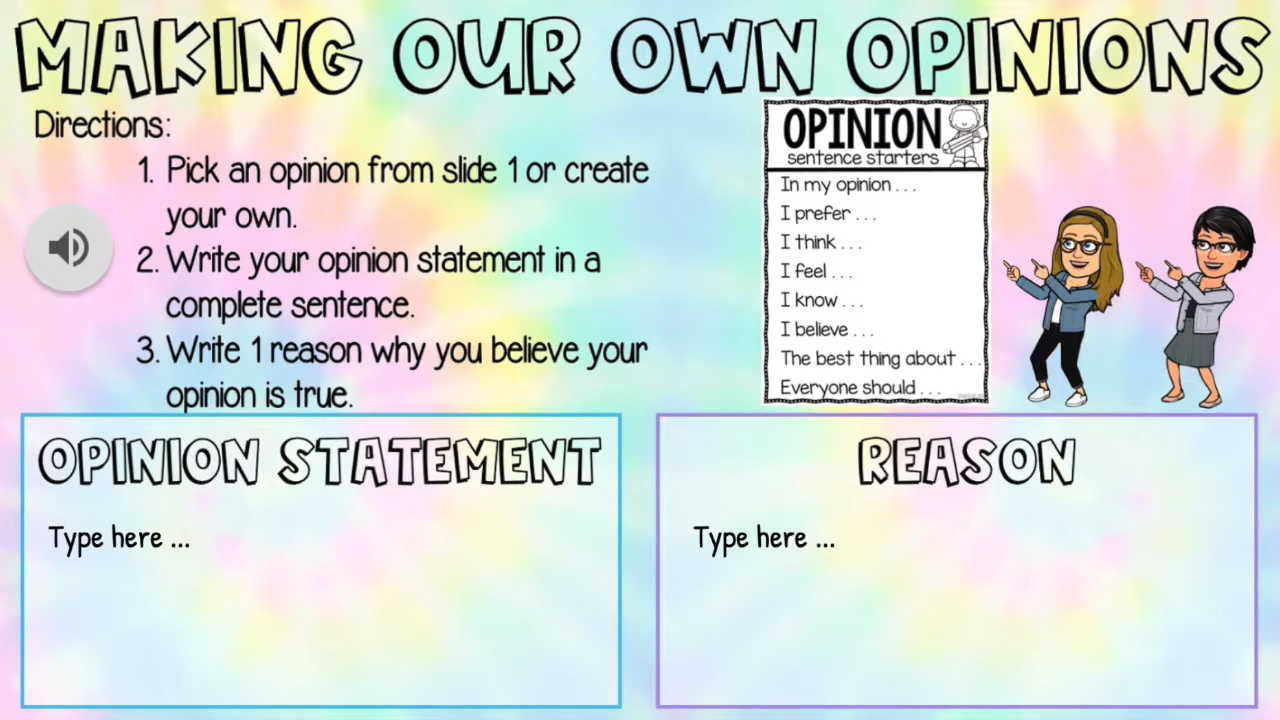 MAKING OUR OWN OPINIONS
Directions:
1. Pick an opinion from slide 1 or create
your own.
2. Write your opinion statement in a
complete sentence.
3. Write 1 reason why you believe your
opinion is true.
OPINION
sentence starters
In my opinion . . .
I prefer . . .
I think . . .
I feel . . .
I know . . .
I believe . . .
The best thing about . . .
Everyone should . . .
OPINION STATEMENT
Type here ...
REASON
Type here ...